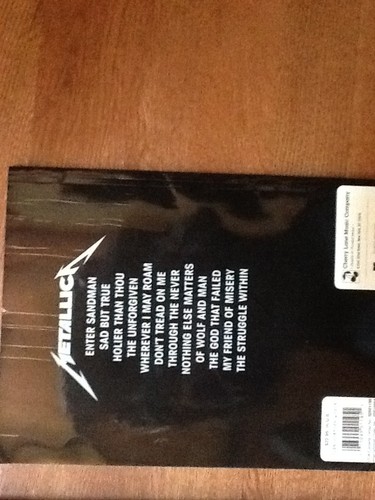 METALLICA
ENTER SANDMAN
SAD BUT TRUE
HOLIER THAN THOU
THE UNFORGIVEN
WHEREVER I MAY ROAM
DON'T TREAD ON ME
THROUGH THE NEVER
NOTHING ELSE MATTERS
OF WOLF AND MAN
THE GOD THAT FAILED
MY FRIEND OF MISERY
THE STRUGGLE WITHIN
Cherry Lane Music Company